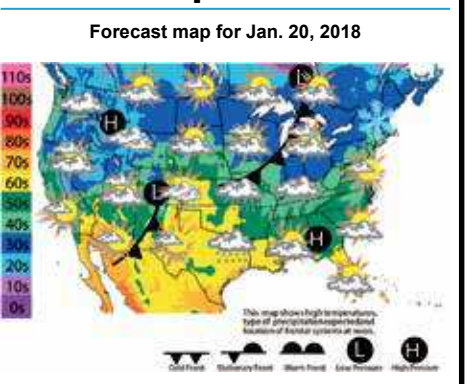 Forecast map for Jan. 20, 2018
110s
100s
90s
80s
70s
60s
50s
40s
30s
20s
10s
0s
L
H
L
H
This map shows high temperatures,
type of precipitation expected and
location of frontal systems at noon.
L
H
Cold Front
Stationary Front
Warm Front
Low Pressure
High Pressure